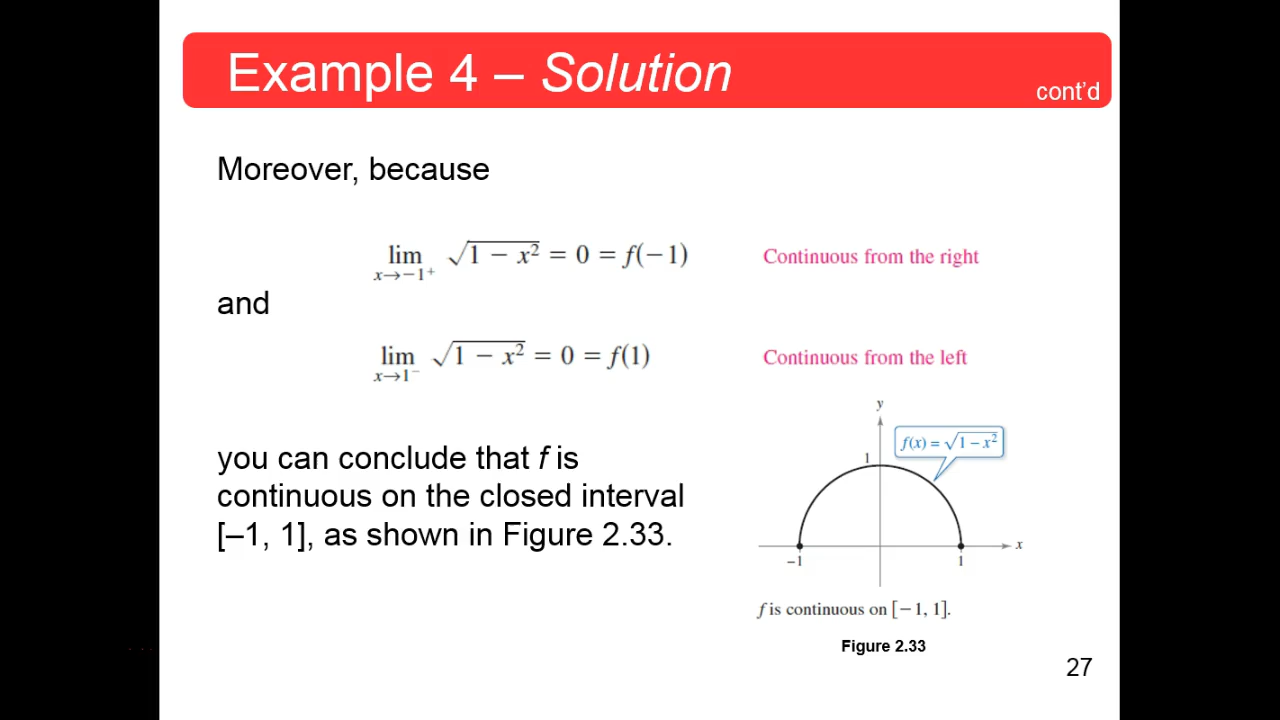 Example 4 – Solution
cont’d
Moreover, because
lim x→−1⁺ √(1 − x²) = 0 = f(−1)
Continuous from the right
and
lim x→1⁻ √(1 − x²) = 0 = f(1)
Continuous from the left
you can conclude that f is
continuous on the closed interval
[–1, 1], as shown in Figure 2.33.
y
f(x) = √(1 − x²)
1
x
−1
1
f is continuous on [−1, 1].
Figure 2.33
27